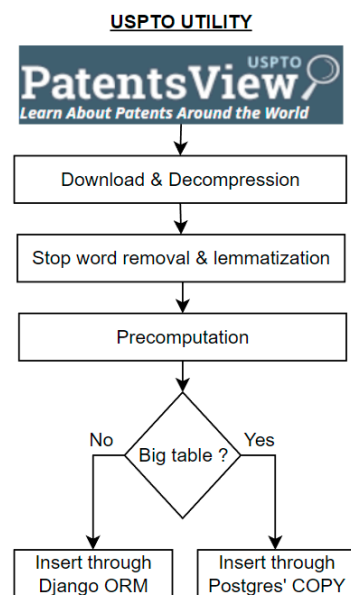 USPTO UTILITY
USPTO
PatentsView
Learn About Patents Around the World
Download & Decompression
Stop word removal & lemmatization
Precomputation
Big table ?
No
Yes
Insert through
Django ORM
Insert through
Postgres' COPY